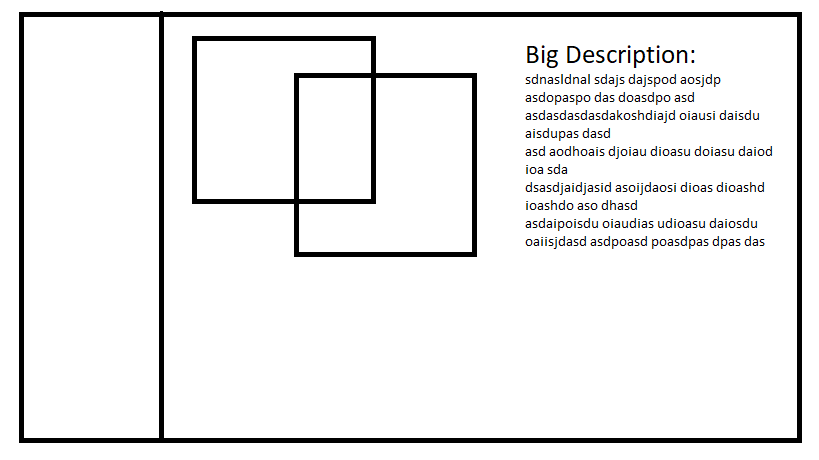 Big Description:
sdnasldnal sdajs dajspod aosjdp
asdopaspo das doasdpo asd
asdasdasdasdakoshdiajd oiausi daisdu
aisdupas dasd
asd aodhoais djoiau dioasu doiasu daiod
ioa sda
dsasdjaidjasid asoijdaosi dioas dioashd
ioashdo aso dhasd
asdaipoisdu oiaudias udioasu daiosdu
oaiisjdasd asdpoasd poasdpas dpas das